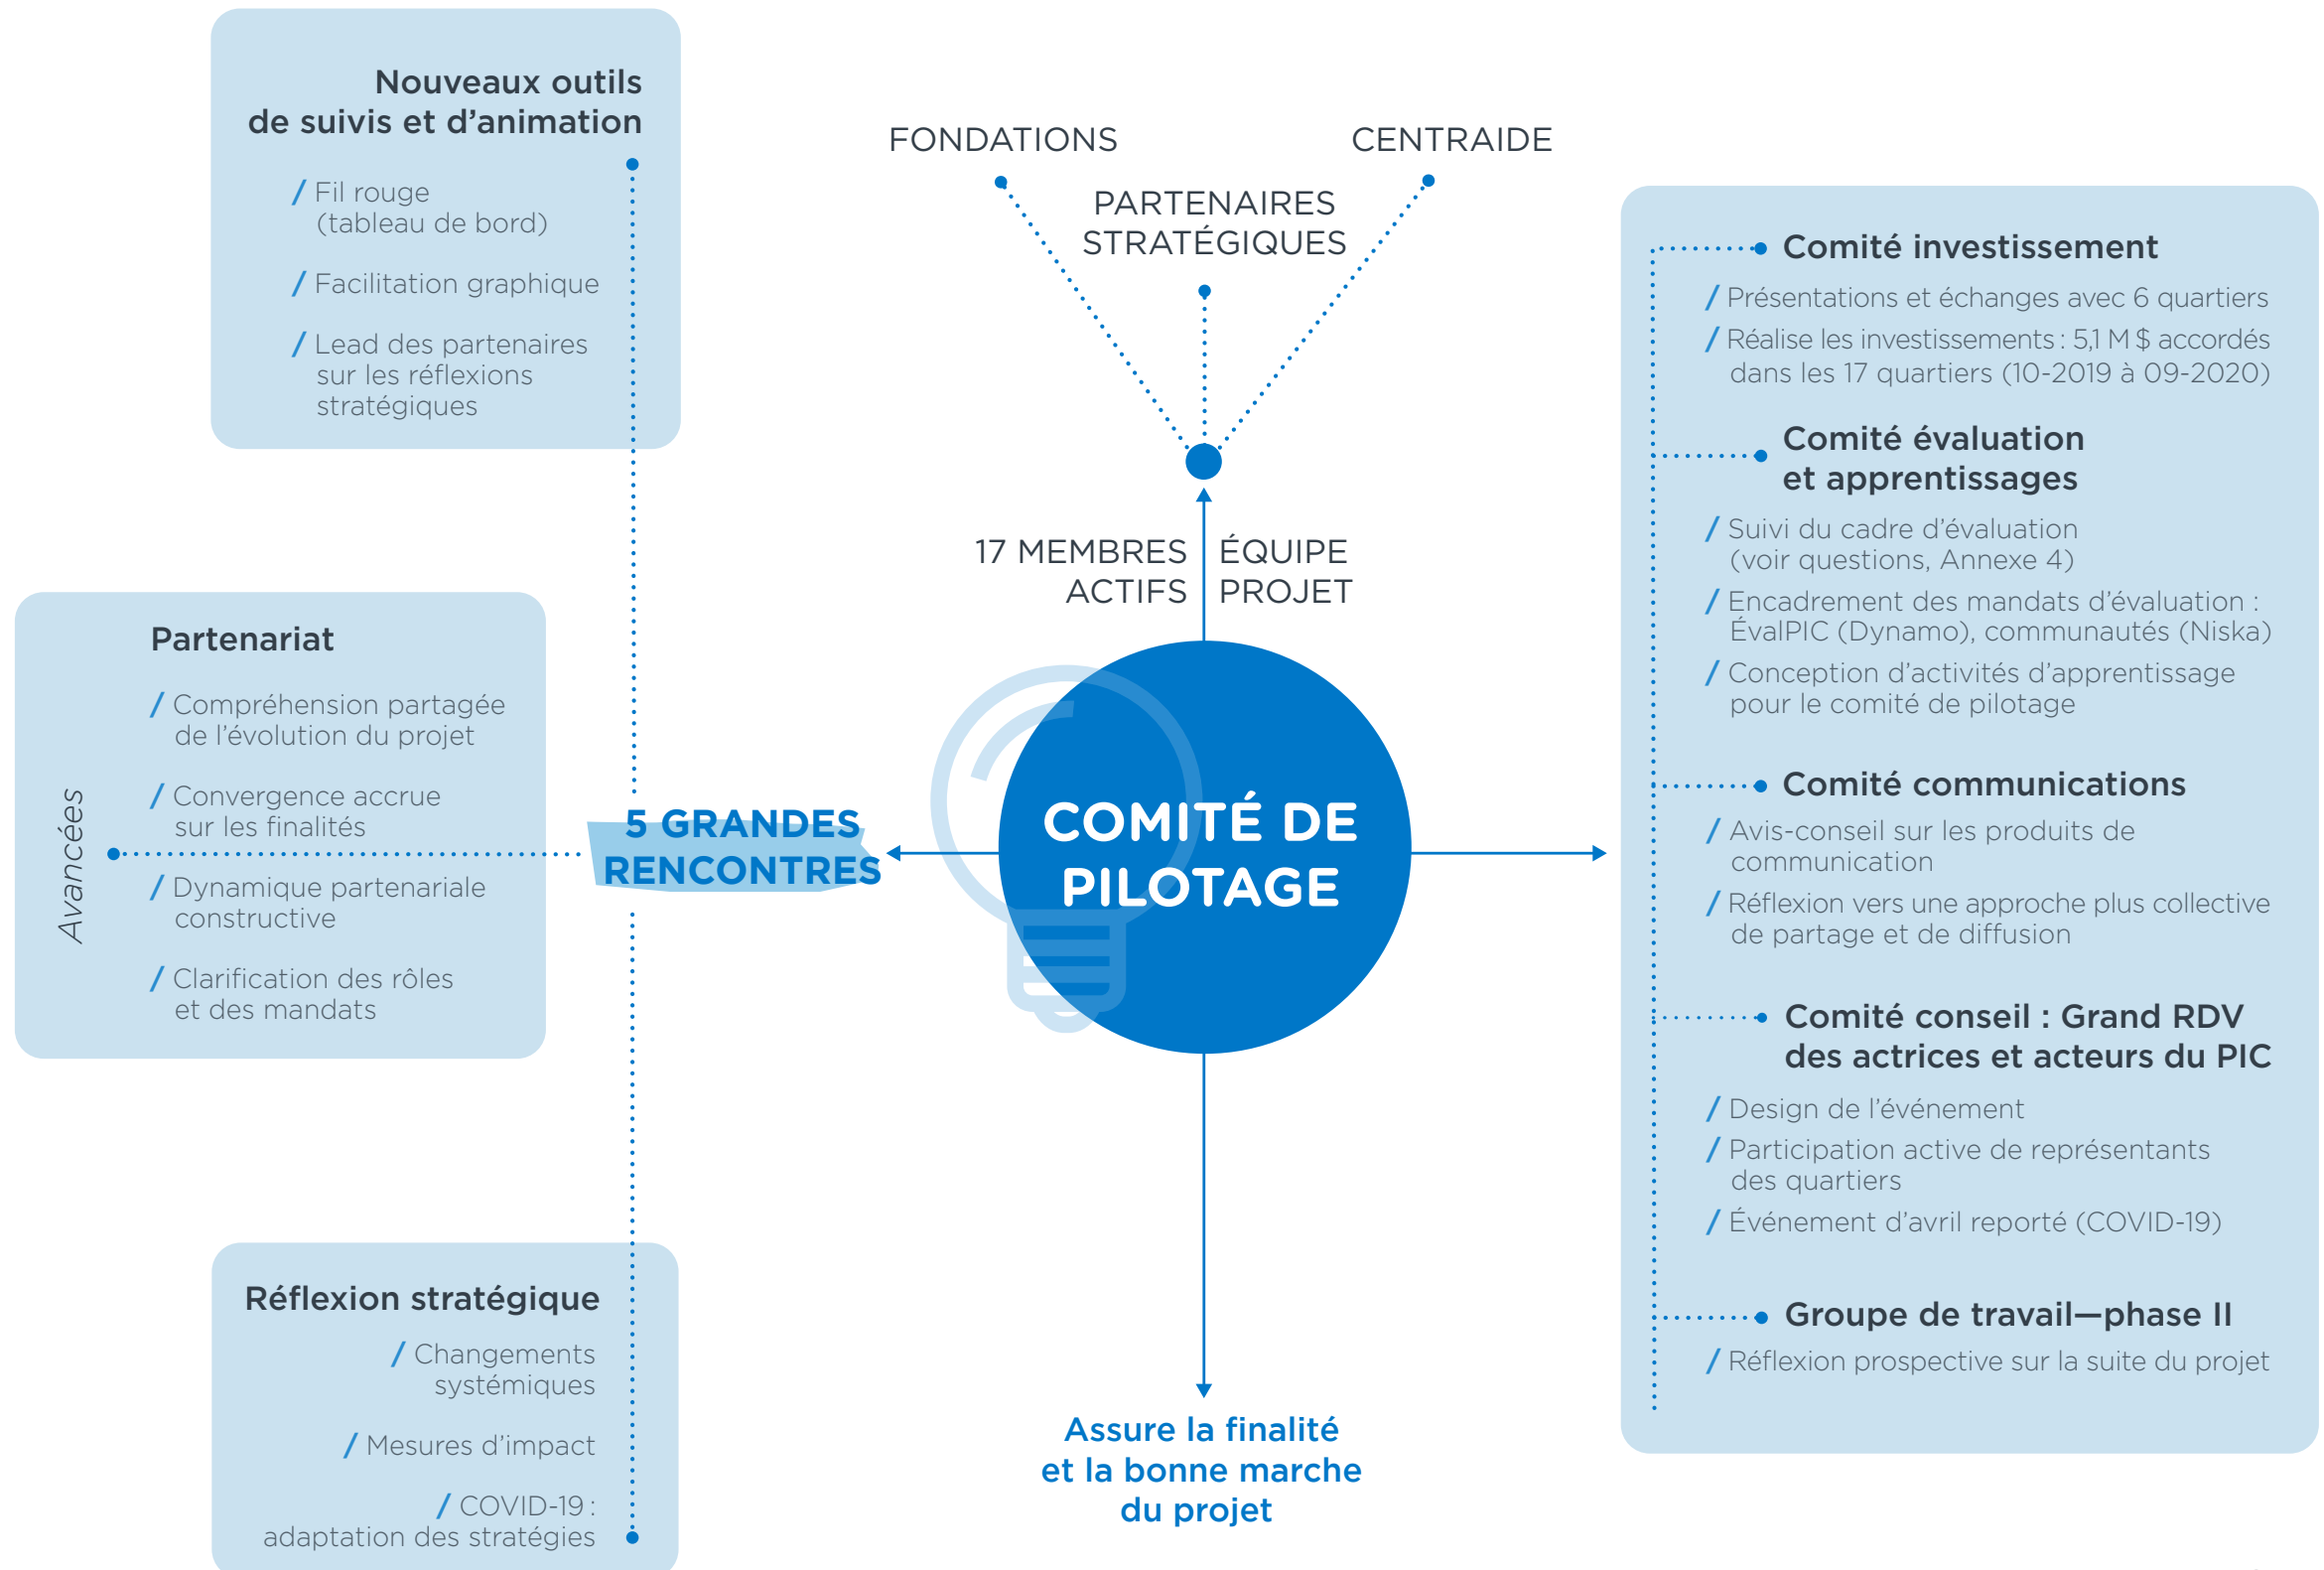 Nouveaux outils
de suivis et d'animation
/ Fil rouge
(tableau de bord)
/ Facilitation graphique
/ Lead des partenaires
sur les réflexions
stratégiques
FONDATIONS
PARTENAIRES
STRATÉGIQUES
CENTRAIDE
17 MEMBRES
ACTIFS
ÉQUIPE
PROJET
Partenariat
/ Compréhension partagée
de l'évolution du projet
/ Convergence accrue
sur les finalités
/ Dynamique partenariale
constructive
/ Clarification des rôles
et des mandats
Avancées
5 GRANDES
RENCONTRES
COMITÉ DE
PILOTAGE
Réflexion stratégique
/ Changements
systémiques
/ Mesures d'impact
/ COVID-19 :
adaptation des stratégies
Assure la finalité
et la bonne marche
du projet
Comité investissement
/ Présentations et échanges avec 6 quartiers
/ Réalise les investissements : 5,1 M $ accordés
dans les 17 quartiers (10-2019 à 09-2020)
Comité évaluation
et apprentissages
/ Suivi du cadre d'évaluation
(voir questions, Annexe 4)
/ Encadrement des mandats d'évaluation :
ÉvalPIC (Dynamo), communautés (Niska)
/ Conception d'activités d'apprentissage
pour le comité de pilotage
Comité communications
/ Avis-conseil sur les produits de
communication
/ Réflexion vers une approche plus collective
de partage et de diffusion
Comité conseil : Grand RDV
des actrices et acteurs du PIC
/ Design de l'événement
/ Participation active de représentants
des quartiers
/ Événement d'avril reporté (COVID-19)
Groupe de travail—phase II
/ Réflexion prospective sur la suite du projet